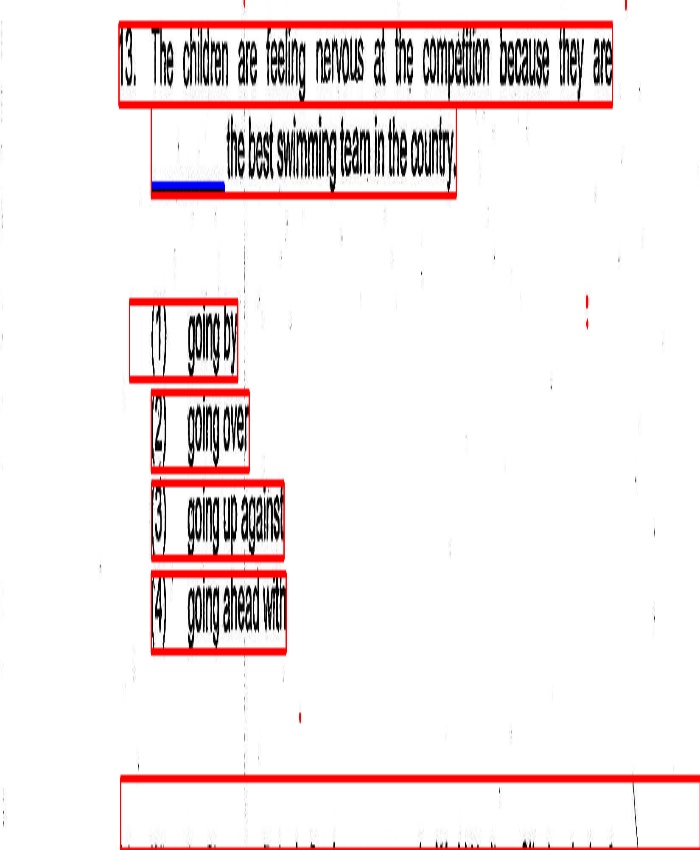 13. The children are feeling nervous at the competition because they are
______ the best swimming team in the country.
(1) going by
(2) going over
(3) going up against
(4) going ahead with